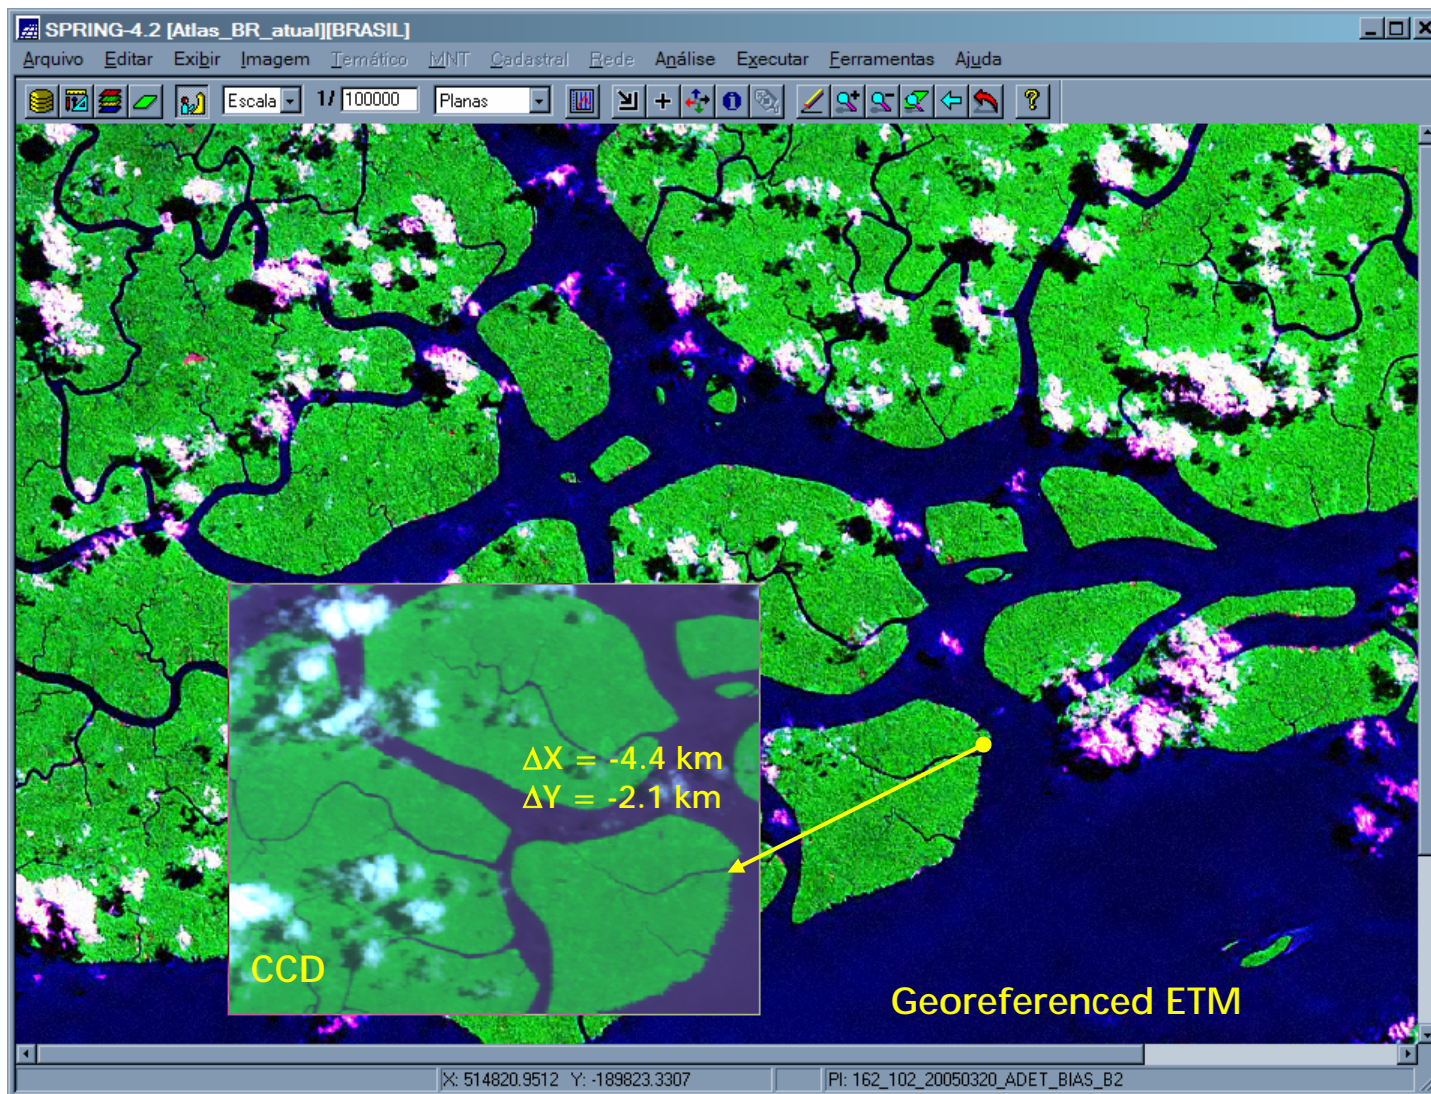 SPRING-4.2 [Atlas_BR_atual][BRASIL]
Arquivo Editar Exibir Imagem Temático MNT Cadastral Rede Análise Executar Ferramentas Ajuda
Escala 1/ 100000 Planas
ΔX = -4.4 km
ΔY = -2.1 km
CCD
Georeferenced ETM
X: 514820.9512 Y: -189823.3307 PI: 162_102_20050320_ADET_BIAS_B2